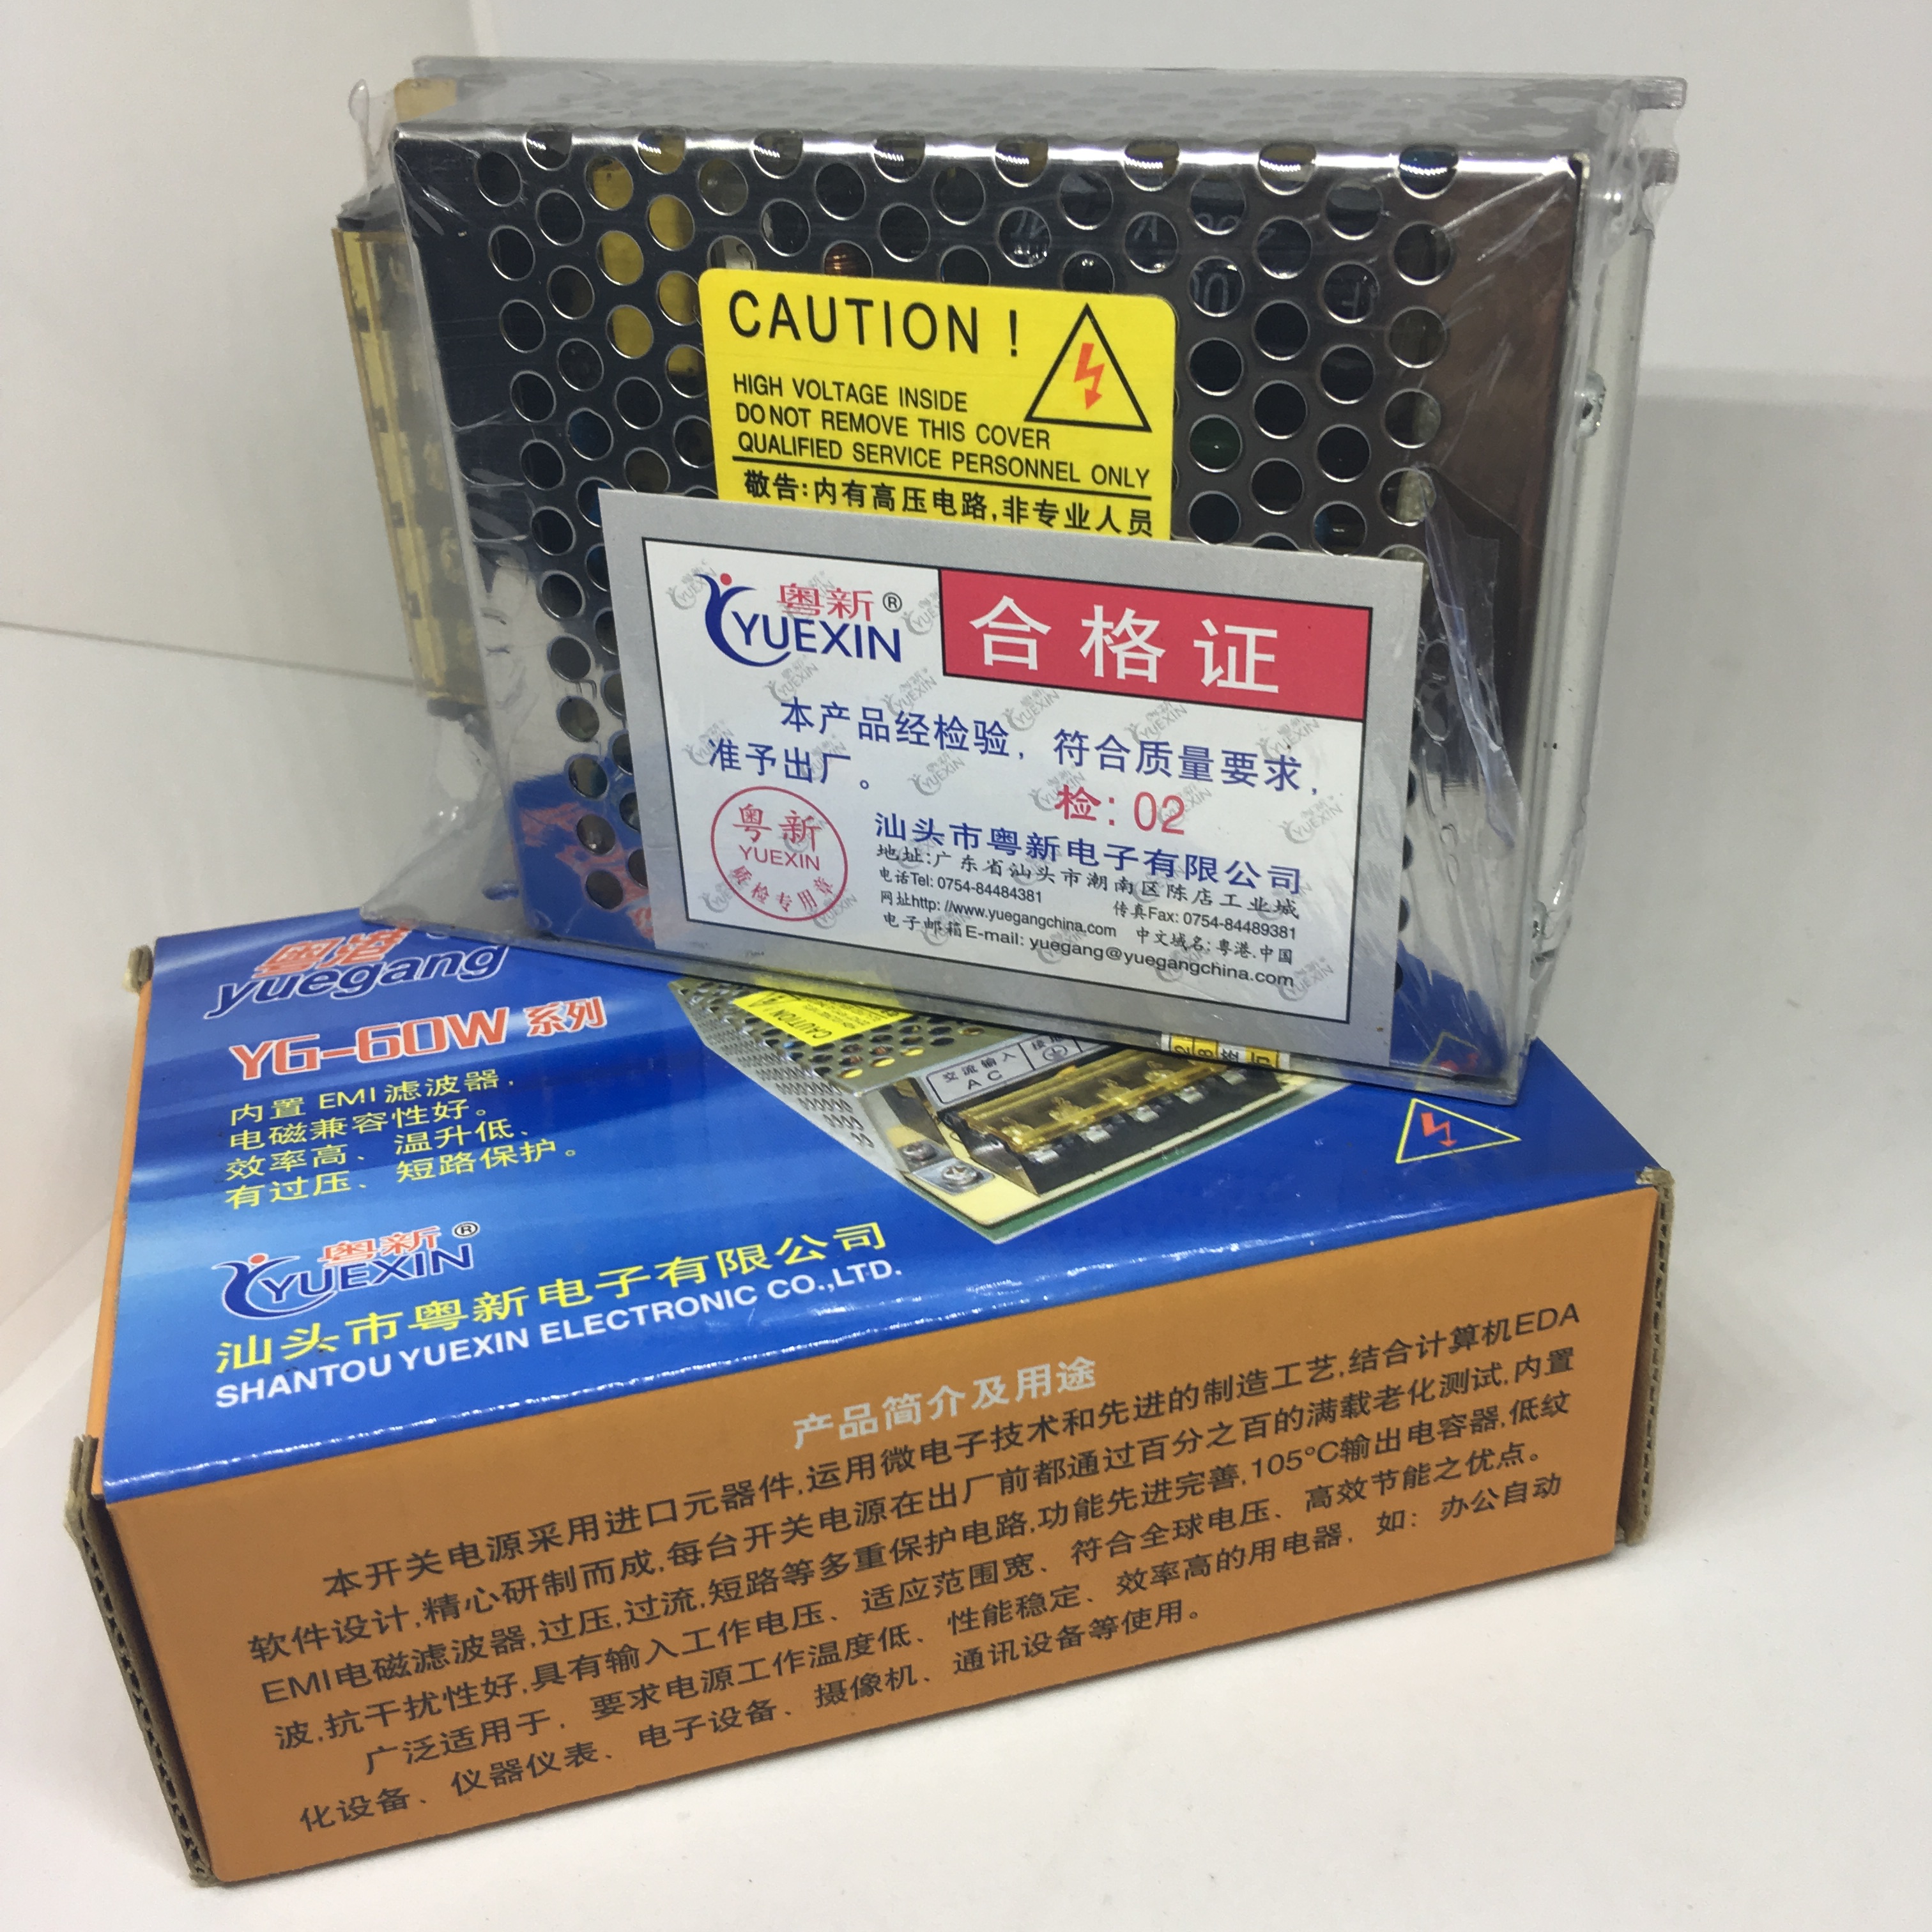 CAUTION !
HIGH VOLTAGE INSIDE
DO NOT REMOVE THIS COVER
QUALIFIED SERVICE PERSONNEL ONLY
敬告:内有高压电路,非专业人员
粤新®
YUEXIN
合格证
本产品经检验，符合质量要求，
准予出厂。
检: 02
粤新
YUEXIN
终检专用章
汕头市粤新电子有限公司
地址:广东省汕头市潮南区陈店工业城
电话Tel: 0754-84484381 传真Fax: 0754-84489381
网址http: //www.yuegangchina.com 中文域名: 粤港.中国
电子邮箱E-mail: yuegang@yuegangchina.com
粤港
yuegang
YG-60W 系列
内置 EMI 滤波器，
电磁兼容性好。
效率高、温升低、
有过压、短路保护。
CAUTION
交流输入
AC
粤新®
YUEXIN
汕头市粤新电子有限公司
SHANTOU YUEXIN ELECTRONIC CO.,LTD.
产品简介及用途
本开关电源采用进口元器件,运用微电子技术和先进的制造工艺,结合计算机EDA
软件设计,精心研制而成,每台开关电源在出厂前都通过百分之百的满载老化测试,内置
EMI电磁滤波器,过压,过流,短路等多重保护电路,功能先进完善,105°C输出电容器,低纹
波,抗干扰性好,具有输入工作电压、适应范围宽、符合全球电压、高效节能之优点。
广泛适用于，要求电源工作温度低、性能稳定、效率高的用电器，如：办公自动
化设备、仪器仪表、电子设备、摄像机、通讯设备等使用。